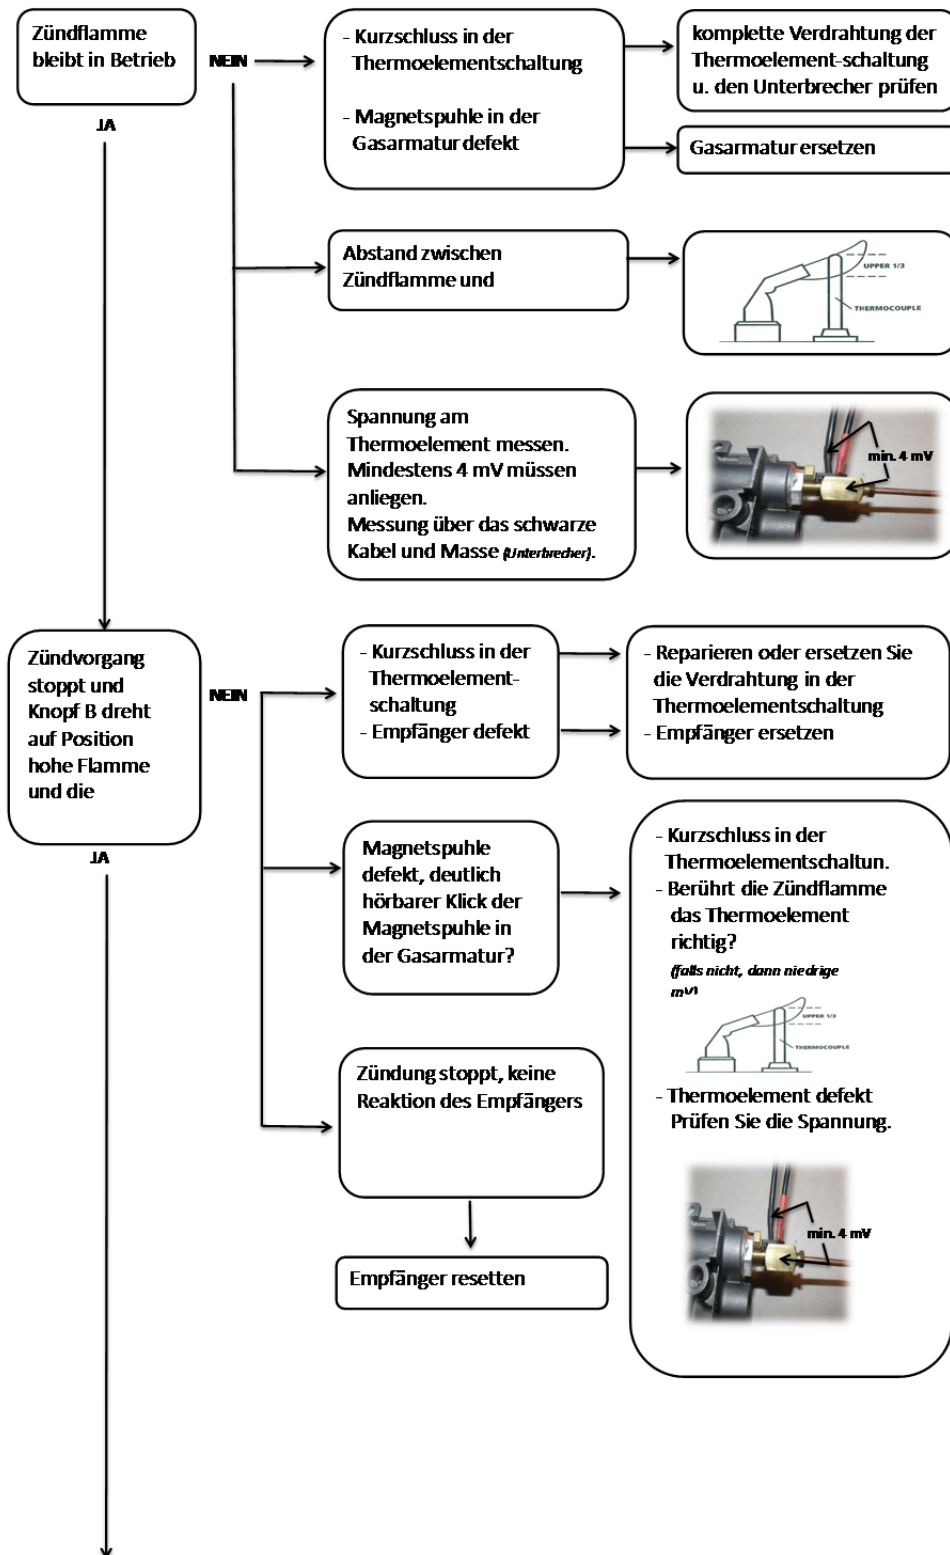 Zündflamme
bleibt in Betrieb
NEIN
- Kurzschluss in der
Thermoelementschaltung
- Magnetspuhle in der
Gasarmatur defekt
komplette Verdrahtung der
Thermoelement-schaltung
u. den Unterbrecher prüfen
Gasarmatur ersetzen
JA
Abstand zwischen
Zündflamme und
UPPER 1/3
THERMOCOUPLE
Spannung am
Thermoelement messen.
Mindestens 4 mV müssen
anliegen.
Messung über das schwarze
Kabel und Masse (Unterbrecher).
min. 4 mV
Zündvorgang
stoppt und
Knopf B dreht
auf Position
hohe Flamme
und die
NEIN
- Kurzschluss in der
Thermoelement-
schaltung
- Empfänger defekt
- Reparieren oder ersetzen Sie
die Verdrahtung in der
Thermoelementschaltung
- Empfänger ersetzen
JA
Magnetspuhle
defekt, deutlich
hörbarer Klick der
Magnetspuhle in
der Gasarmatur?
- Kurzschluss in der
Thermoelementschaltun.
- Berührt die Zündflamme
das Thermoelement
richtig?
(falls nicht, dann niedrige
mV)
UPPER 1/3
THERMOCOUPLE
- Thermoelement defekt
Prüfen Sie die Spannung.
min. 4 mV
Zündung stoppt, keine
Reaktion des Empfängers
Empfänger resetten